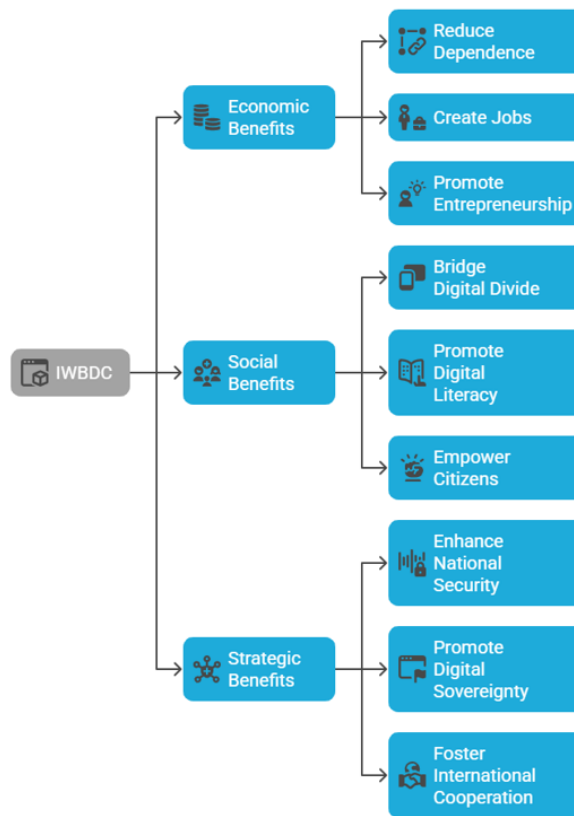 IWBDC
Economic
Benefits
Reduce
Dependence
Create Jobs
Promote
Entrepreneurship
Social
Benefits
Bridge
Digital Divide
Promote
Digital
Literacy
Empower
Citizens
Strategic
Benefits
Enhance
National
Security
Promote
Digital
Sovereignty
Foster
International
Cooperation